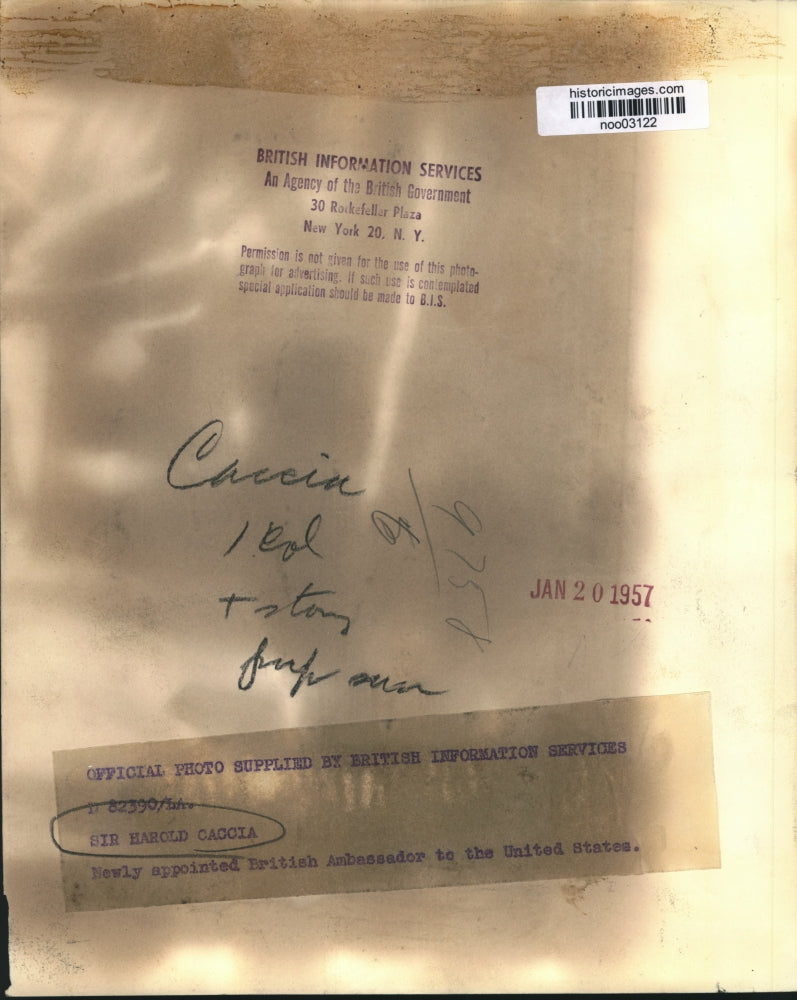 historicimages.com
noo03122
BRITISH INFORMATION SERVICES
An Agency of the British Government
30 Rockefeller Plaza
New York 20, N. Y.
Permission is not given for the use of this photo-
graph for advertising. If such use is contemplated
special application should be made to B.I.S.
Caccia
1 col
JAN 20 1957
OFFICIAL PHOTO SUPPLIED BY BRITISH INFORMATION SERVICES
SIR HAROLD CACCIA
Newly appointed British Ambassador to the United States.